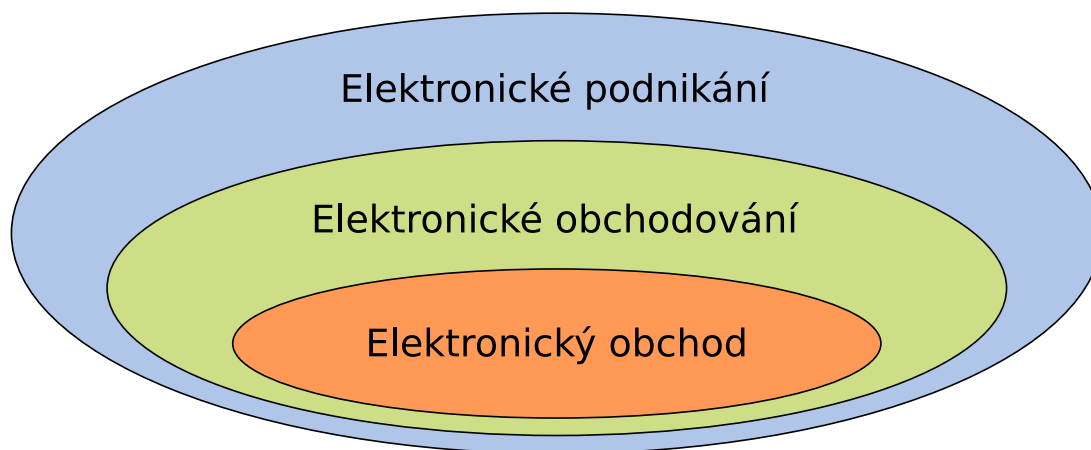 Elektronické podnikání
Elektronické obchodování
Elektronický obchod